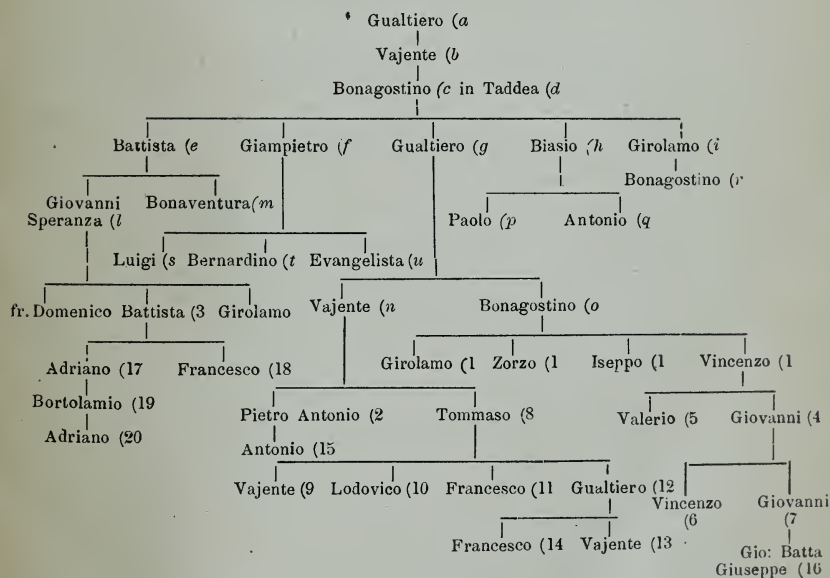 Gualtiero (a
Vajente (b
Bonagostino (c in Taddea (d
Battista (e Giampietro (f Gualtiero (g Biasio (h Girolamo (i
Giovanni Bonaventura (m Bonagostino (r
Speranza (l Paolo (p Antonio (q
Luigi (s Bernardino (t Evangelista (u
fr. Domenico Battista (3 Girolamo Vajente (n Bonagostino (o
Adriano (17 Francesco (18 Girolamo (1 Zorzo (1 Iseppo (1 Vincenzo (1
Bortolamio (19 Pietro Antonio (2 Tommaso (8 Valerio (5 Giovanni (4
Adriano (20
Antonio (15
Vajente (9 Lodovico (10 Francesco (11 Gualtiero (12
Vincenzo Giovanni
(6 (7
Francesco (14 Vajente (13
Gio: Batta
Giuseppe (16